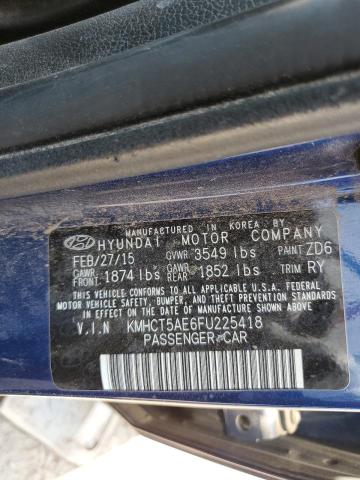 MANUFACTURED IN KOREA BY
HYUNDAI MOTOR COMPANY
FEB/27/15 GVWR 3549 lbs PAINT ZD6
GAWR FRONT 1874 lbs GAWR REAR 1852 lbs TRIM RY
THIS VEHICLE CONFORMS TO ALL APPLICABLE U.S.A FEDERAL
MOTOR VEHICLE SAFETY, BUMPER, AND THEFT PREVENTION
STANDARDS IN EFFECT ON THE DATE OF
MANUFACTURE SHOWN ABOVE
V.I.N KMHCT5AE6FU225418
PASSENGER CAR